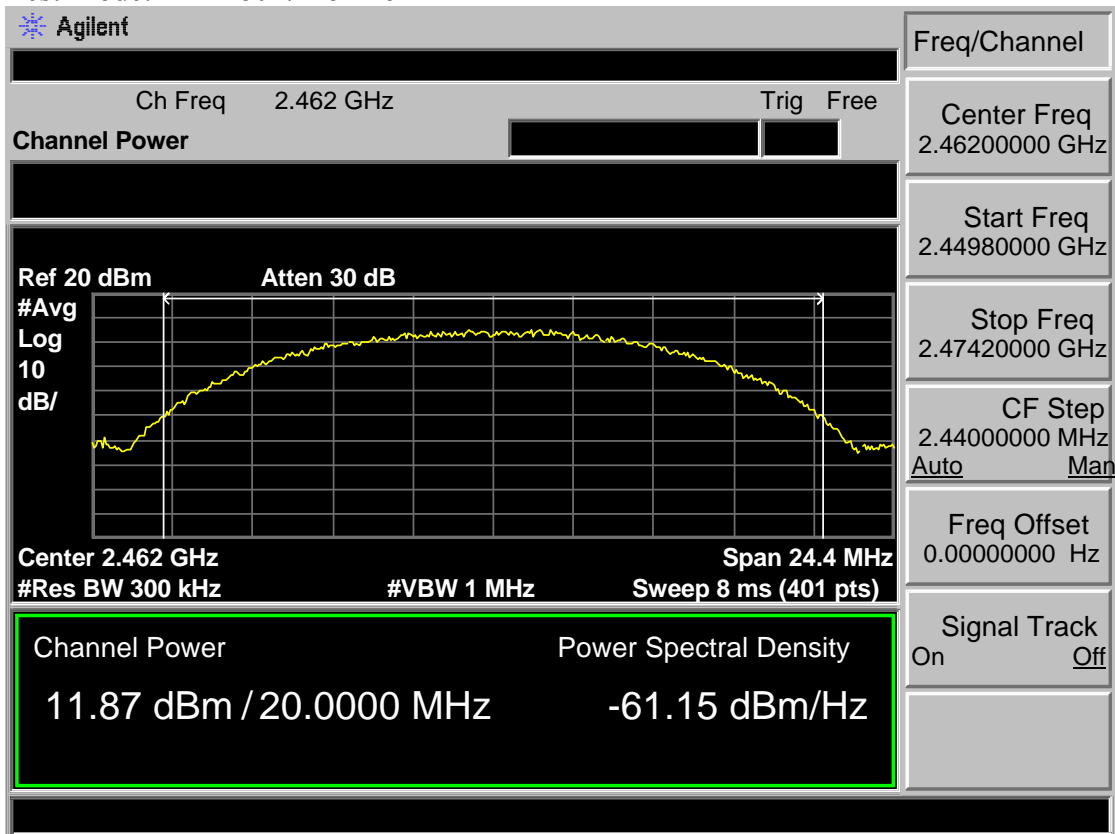 Agilent
Freq/Channel
Ch Freq 2.462 GHz Trig Free
Channel Power
Center Freq
2.46200000 GHz
Start Freq
2.44980000 GHz
Stop Freq
2.47420000 GHz
CF Step
2.44000000 MHz
Auto Man
Freq Offset
0.00000000 Hz
Signal Track
On Off
Ref 20 dBm Atten 30 dB
#Avg
Log
10
dB/
Center 2.462 GHz Span 24.4 MHz
#Res BW 300 kHz #VBW 1 MHz Sweep 8 ms (401 pts)
Channel Power Power Spectral Density
11.87 dBm / 20.0000 MHz -61.15 dBm/Hz